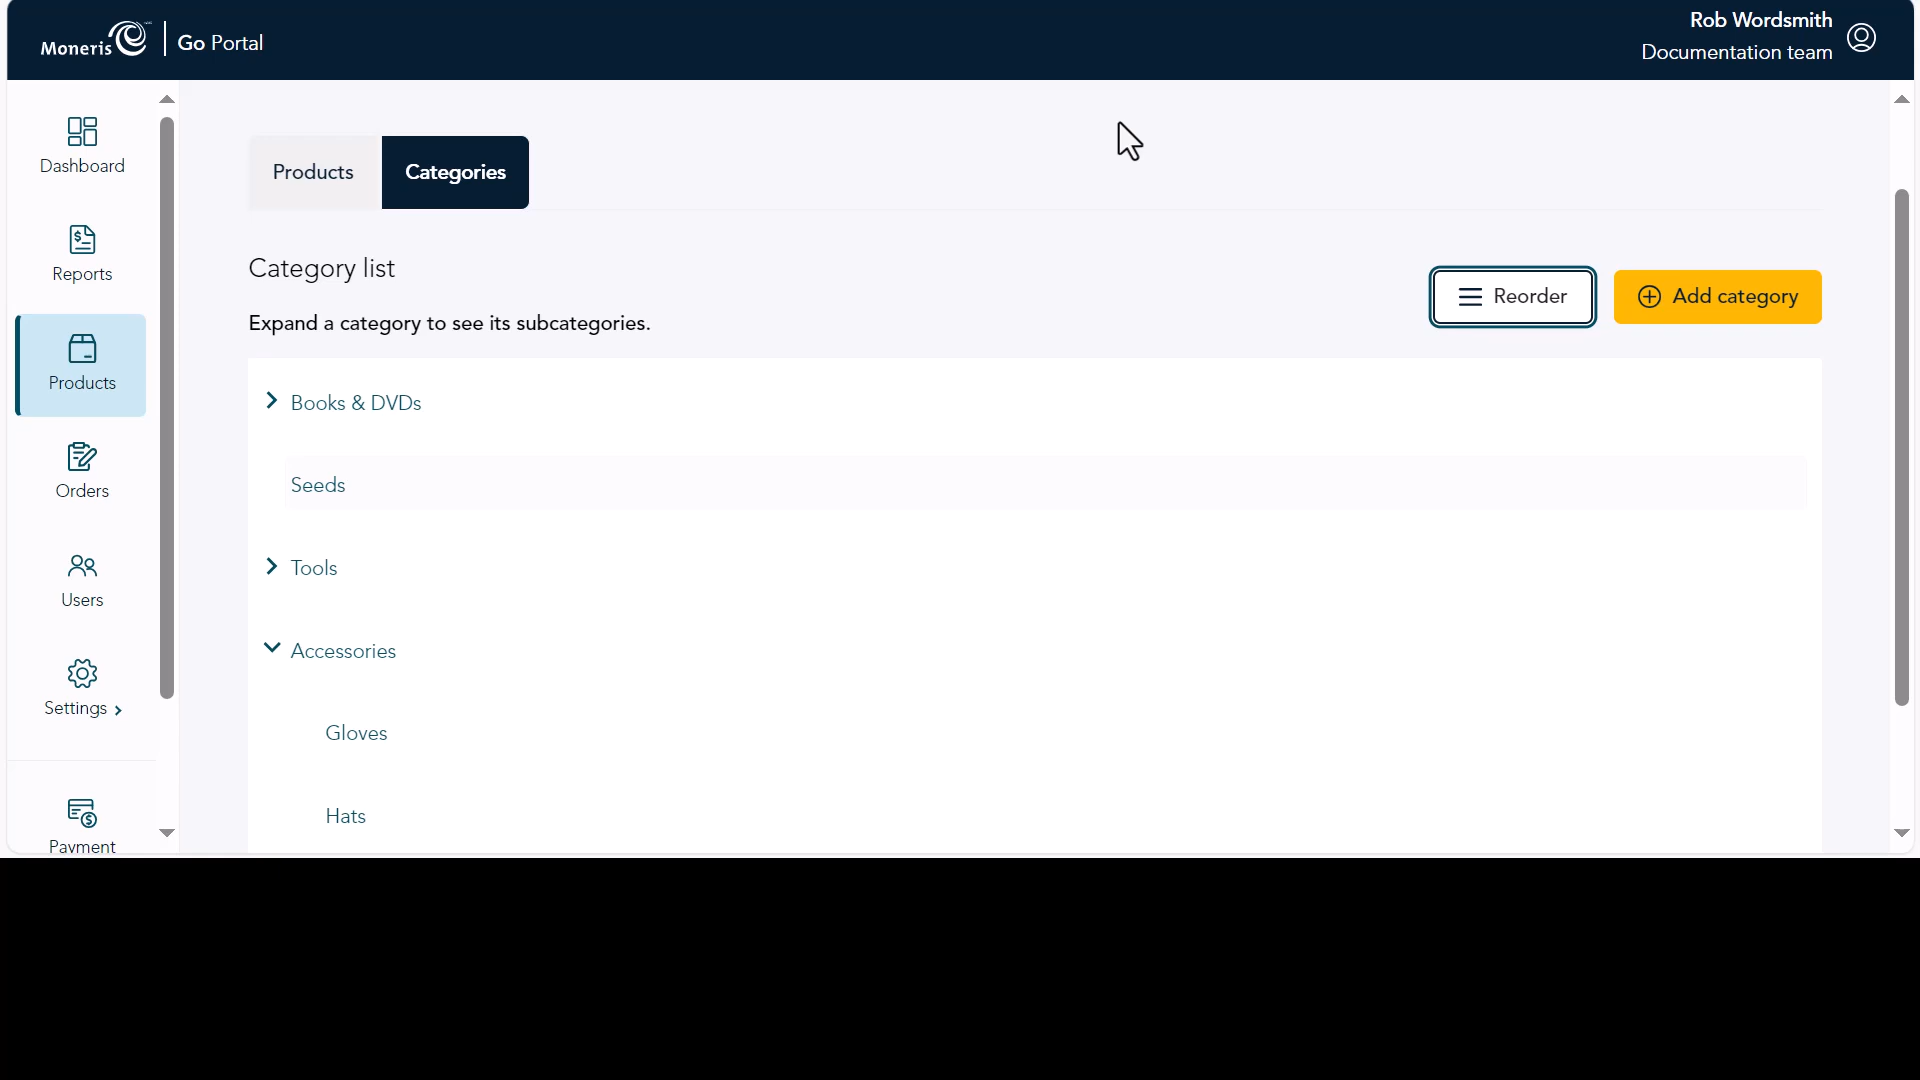 Moneris
Go Portal
Rob Wordsmith
Documentation team
Dashboard
Reports
Products
Orders
Users
Settings
Payment
Products
Categories
Category list
Expand a category to see its subcategories.
Reorder
Add category
Books & DVDs
Seeds
Tools
Accessories
Gloves
Hats